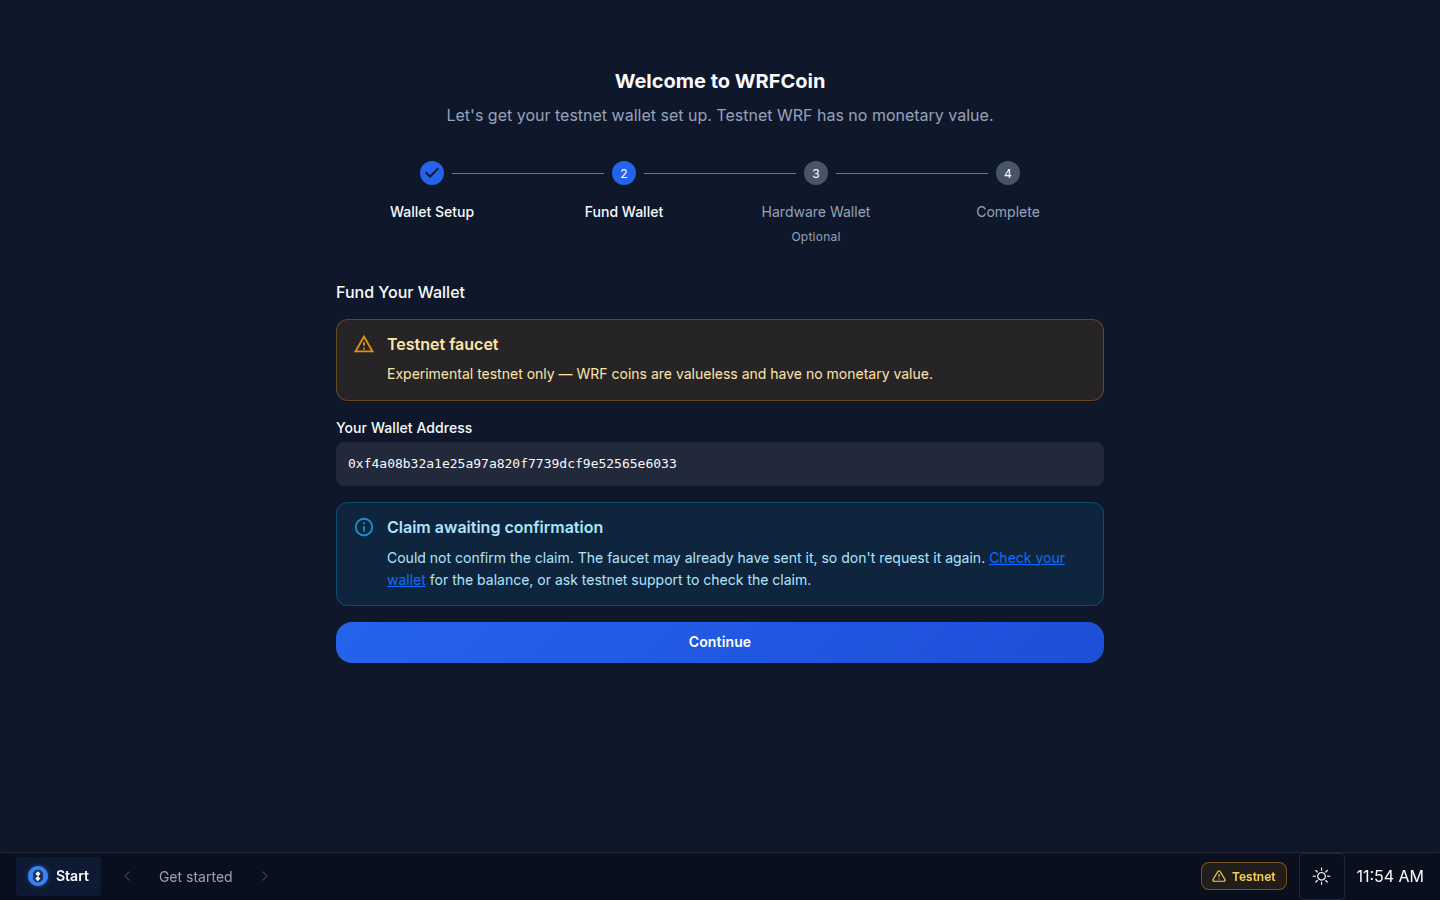 Welcome to WRFCoin
Let's get your testnet wallet set up. Testnet WRF has no monetary value.
2
3
4
Wallet Setup
Fund Wallet
Hardware Wallet
Complete
Optional
Fund Your Wallet
Testnet faucet
Experimental testnet only — WRF coins are valueless and have no monetary value.
Your Wallet Address
0xf4a08b32a1e25a97a820f7739dcf9e52565e6033
Claim awaiting confirmation
Could not confirm the claim. The faucet may already have sent it, so don't request it again. Check your
wallet for the balance, or ask testnet support to check the claim.
Continue
Start
Get started
Testnet
11:54 AM